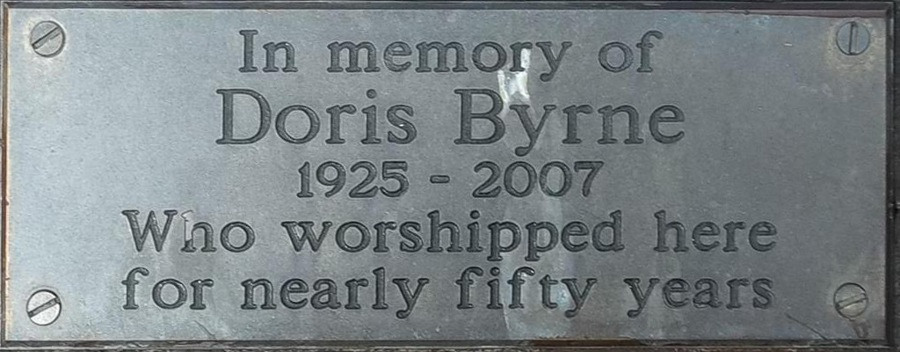 In memory of
Doris Byrne
1925 - 2007
Who worshipped here
for nearly fifty years